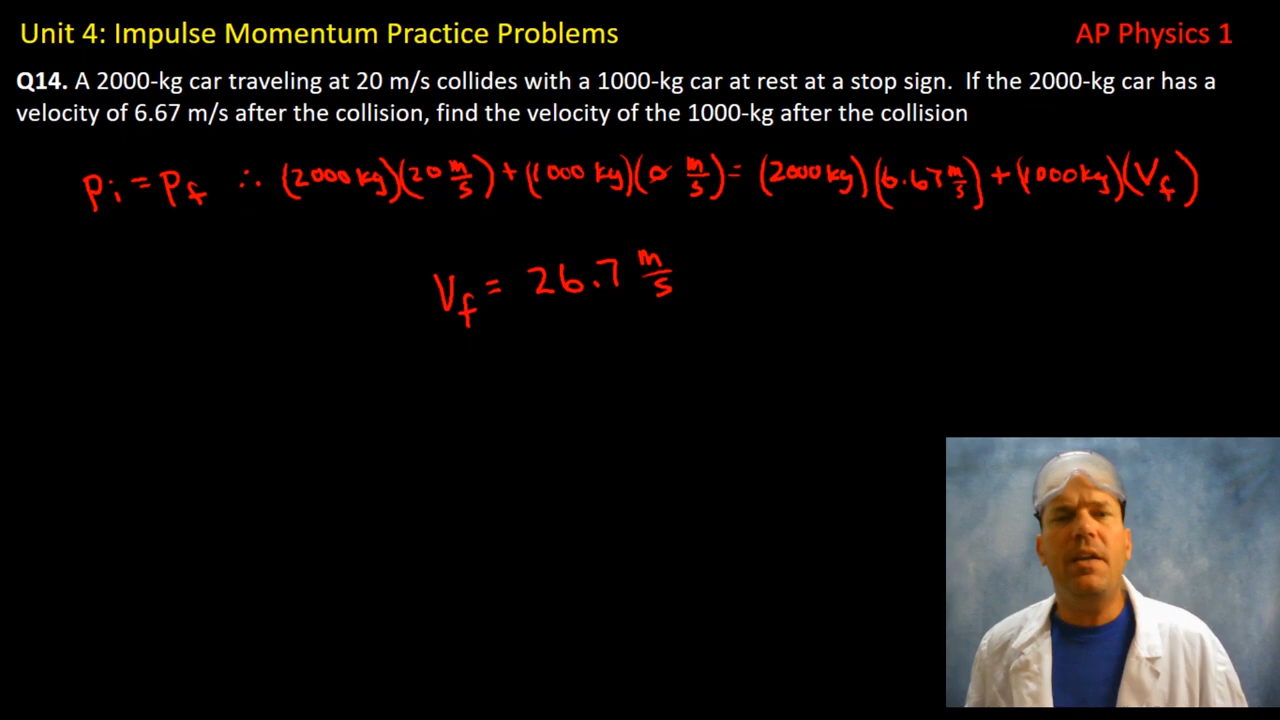 Unit 4: Impulse Momentum Practice Problems
AP Physics 1
Q14. A 2000-kg car traveling at 20 m/s collides with a 1000-kg car at rest at a stop sign.  If the 2000-kg car has a
velocity of 6.67 m/s after the collision, find the velocity of the 1000-kg after the collision
Pi = Pf ∴ (2000 kg)(20 m/s) + (1000 kg)(0 m/s) = (2000 kg)(6.67 m/s) + (1000 kg)(Vf)
Vf = 26.7 m/s